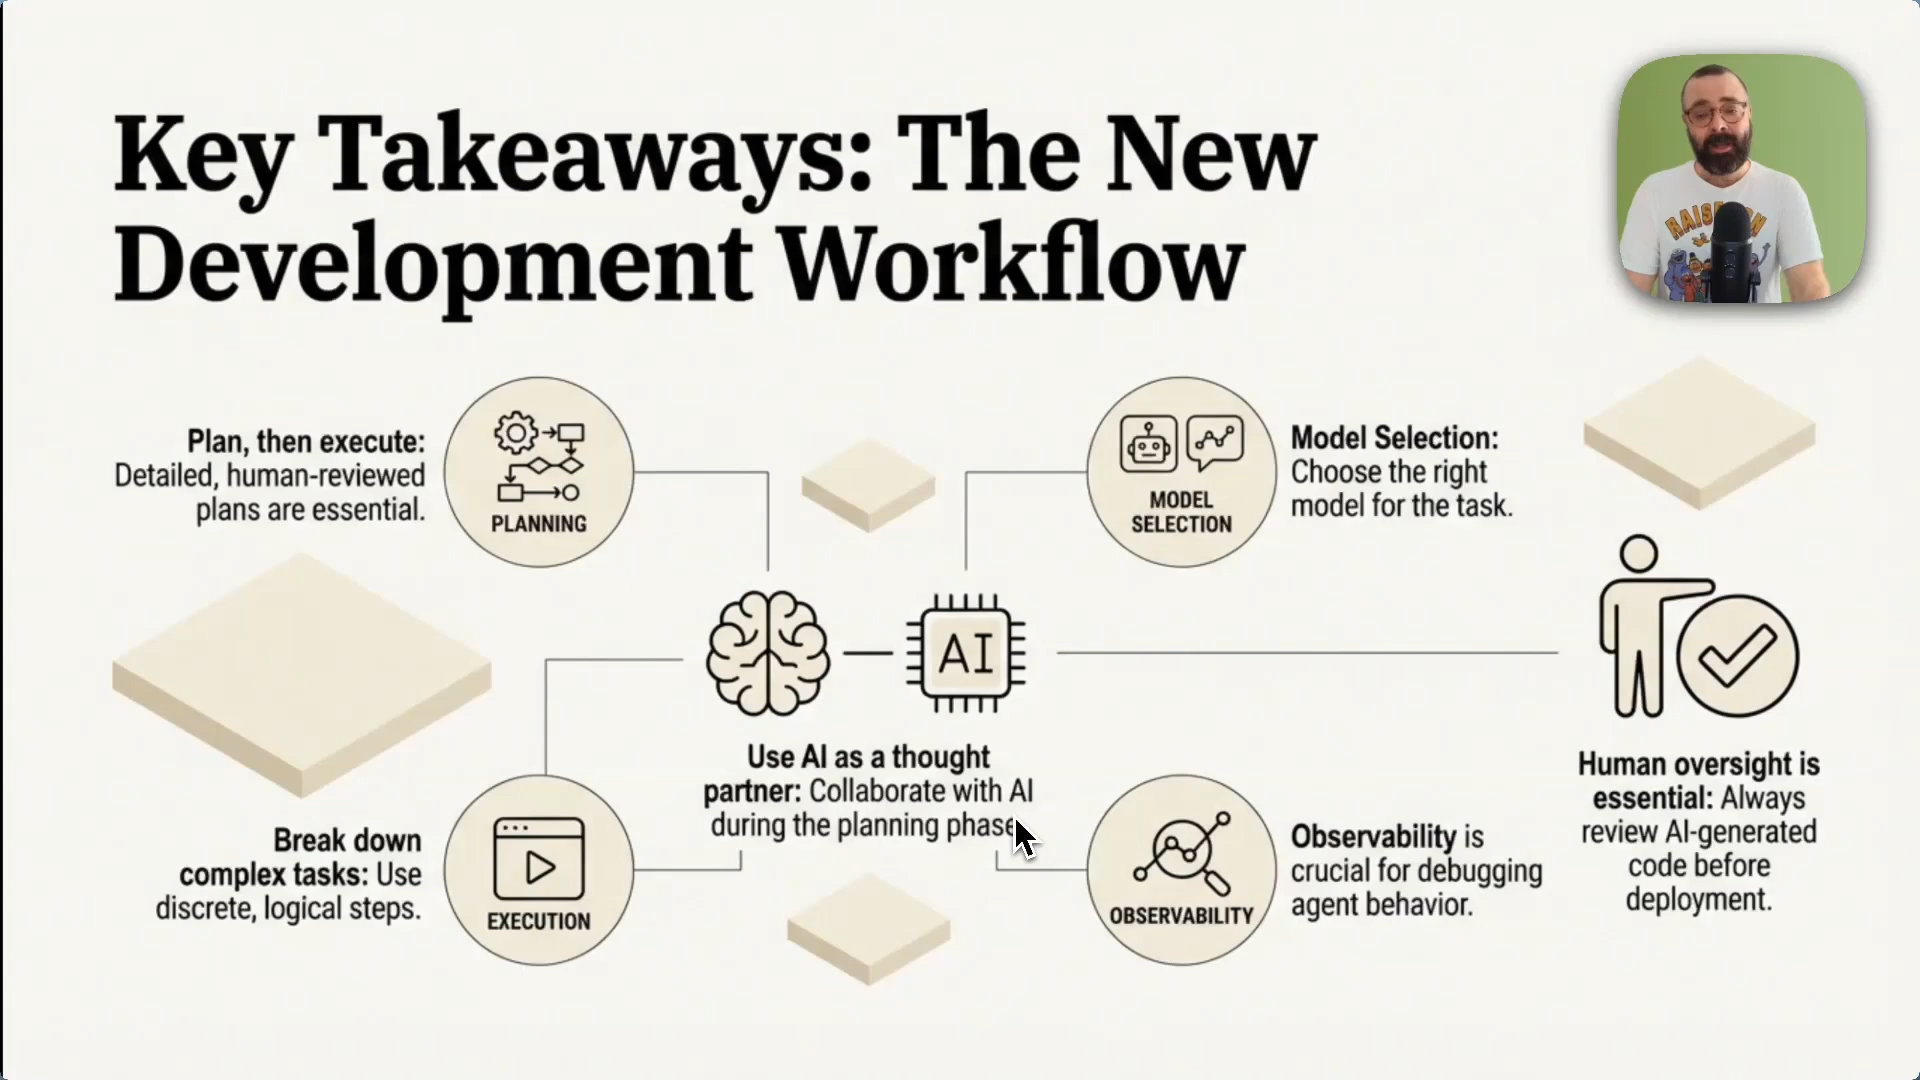 Key Takeaways: The New
Development Workflow
Plan, then execute:
Detailed, human-reviewed
plans are essential.
PLANNING
MODEL
SELECTION
Model Selection:
Choose the right
model for the task.
AI
Use AI as a thought
partner: Collaborate with AI
during the planning phase
Break down
complex tasks: Use
discrete, logical steps.
EXECUTION
OBSERVABILITY
Observability is
crucial for debugging
agent behavior.
Human oversight is
essential: Always
review AI-generated
code before
deployment.